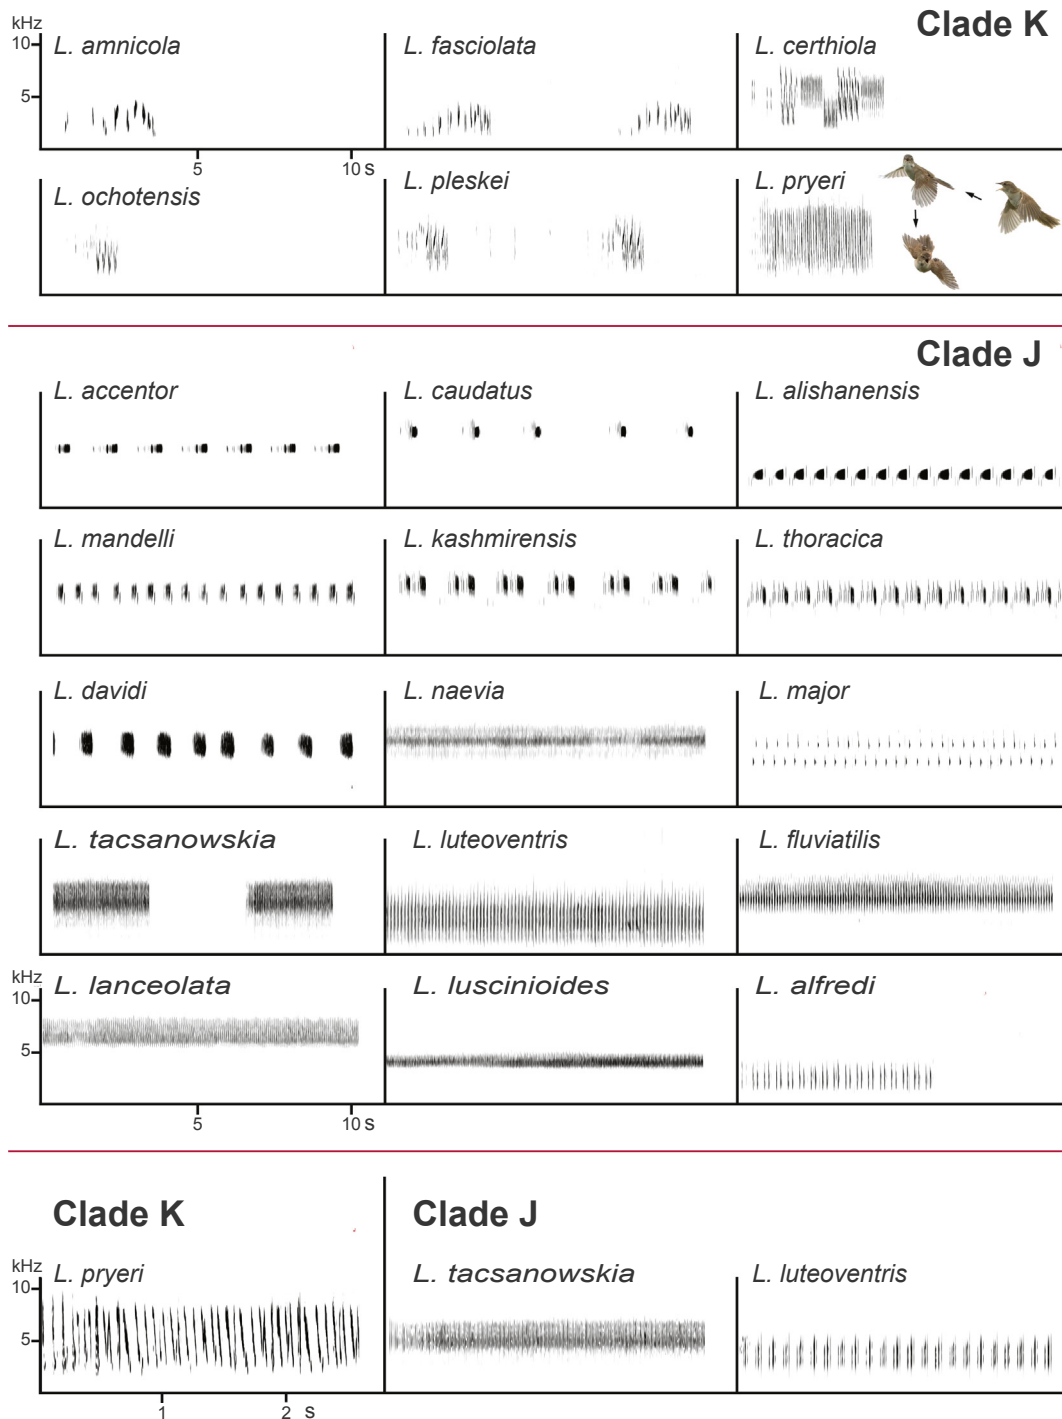 Clade K
kHz
10
5
L. amnicola
L. fasciolata
L. certhiola
5
10 s
L. ochotensis
L. pleskei
L. pryeri
Clade J
L. accentor
L. caudatus
L. alishanensis
L. mandelli
L. kashmirensis
L. thoracica
L. davidi
L. naevia
L. major
L. tacsanowskia
L. luteoventris
L. fluviatilis
kHz
10
5
L. lanceolata
L. luscinioides
L. alfredi
5
10 s
Clade K
Clade J
kHz
10
5
L. pryeri
L. tacsanowskia
L. luteoventris
1
2 s